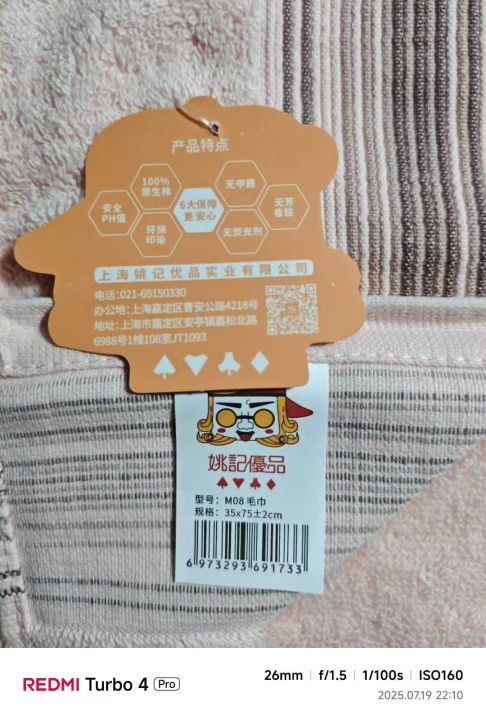 产品特点
100%
原生棉
无甲醛
安全
PH值
6大保障
更安心
无芳
香胺
环保
印染
无荧光剂
上海姚记优品实业有限公司
电话:021-69150330
办公地:上海嘉定区曹安公路4218号
地址:上海市嘉定区安亭镇嘉松北路
6988号1幢108室JT1093
姚記優品
型号：M08毛巾
规格：35x75±2cm
6 973293 691733
REDMI Turbo 4 Pro
26mm | f/1.5 | 1/100s | ISO160
2025.07.19 22:10